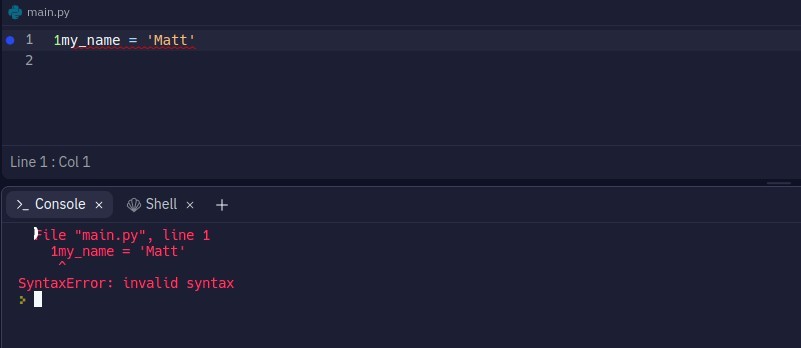 main.py
1 1my_name = 'Matt'
2
Line 1 : Col 1
>_ Console × Shell × +
File "main.py", line 1
1my_name = 'Matt'
^
SyntaxError: invalid syntax
>